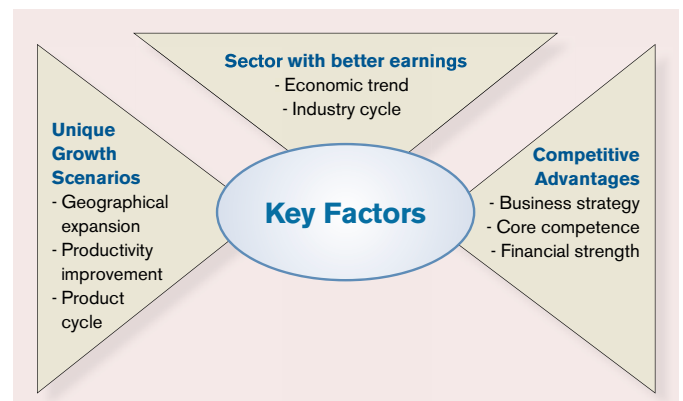 Sector with better earnings
- Economic trend
- Industry cycle
Unique
Growth
Scenarios
- Geographical
expansion
- Productivity
improvement
- Product
cycle
Key Factors
Competitive
Advantages
- Business strategy
- Core competence
- Financial strength